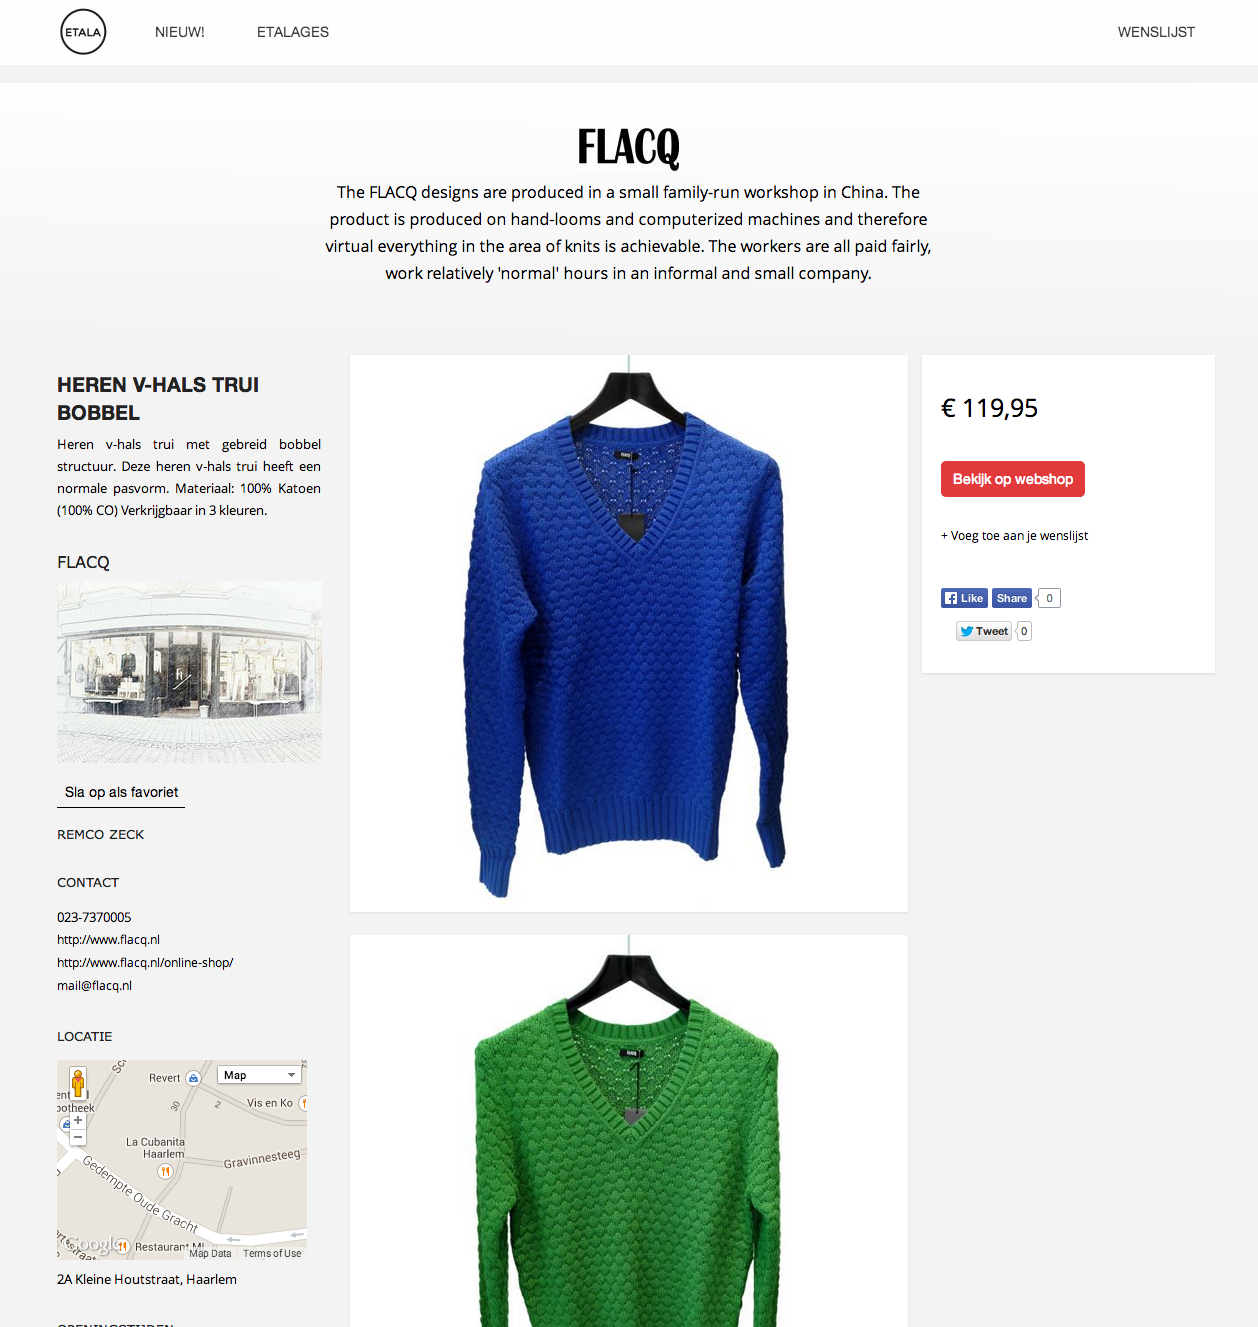 ETALA
NIEUW!
ETALAGES
WENSLIJST
FLACQ
The FLACQ designs are produced in a small family-run workshop in China. The
product is produced on hand-looms and computerized machines and therefore
virtual everything in the area of knits is achievable. The workers are all paid fairly,
work relatively 'normal' hours in an informal and small company.
HEREN V-HALS TRUI
BOBBEL
Heren v-hals trui met gebreid bobbel
structuur. Deze heren v-hals trui heeft een
normale pasvorm. Materiaal: 100% Katoen
(100% CO) Verkrijgbaar in 3 kleuren.
FLACQ
Sla op als favoriet
REMCO ZECK
CONTACT
023-7370005
http://www.flacq.nl
http://www.flacq.nl/online-shop/
mail@flacq.nl
LOCATIE
Revert
Map
Vis en Ko
30
2
La Cubanita
Haarlem
Gravinnesteeg
Gedempte Oude Gracht
Google
Restaurant
Map Data
Terms of Use
2A Kleine Houtstraat, Haarlem
OPENINGSTIJDEN
€ 119,95
Bekijk op webshop
+ Voeg toe aan je wenslijst
Like
Share
0
Tweet
0